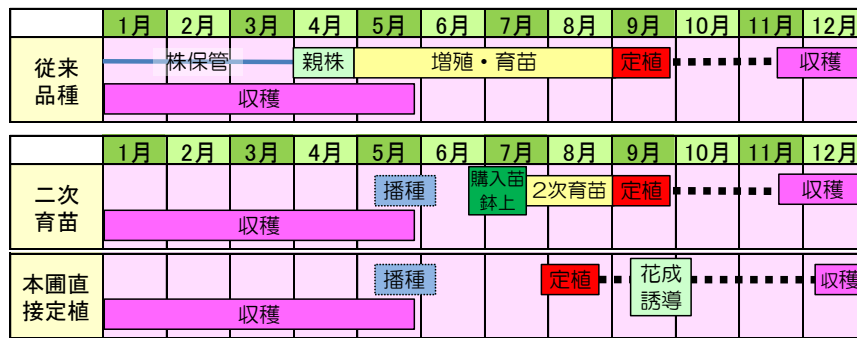 1月 2月 3月 4月 5月 6月 7月 8月 9月 10月 11月 12月
従来
品種
株保管 親株 増殖・育苗 定植 収穫
収穫
1月 2月 3月 4月 5月 6月 7月 8月 9月 10月 11月 12月
二次
育苗
播種 購入苗
鉢上 2次育苗 定植 収穫
収穫
本圃直
接定植
播種 定植 花成
誘導 収穫
収穫